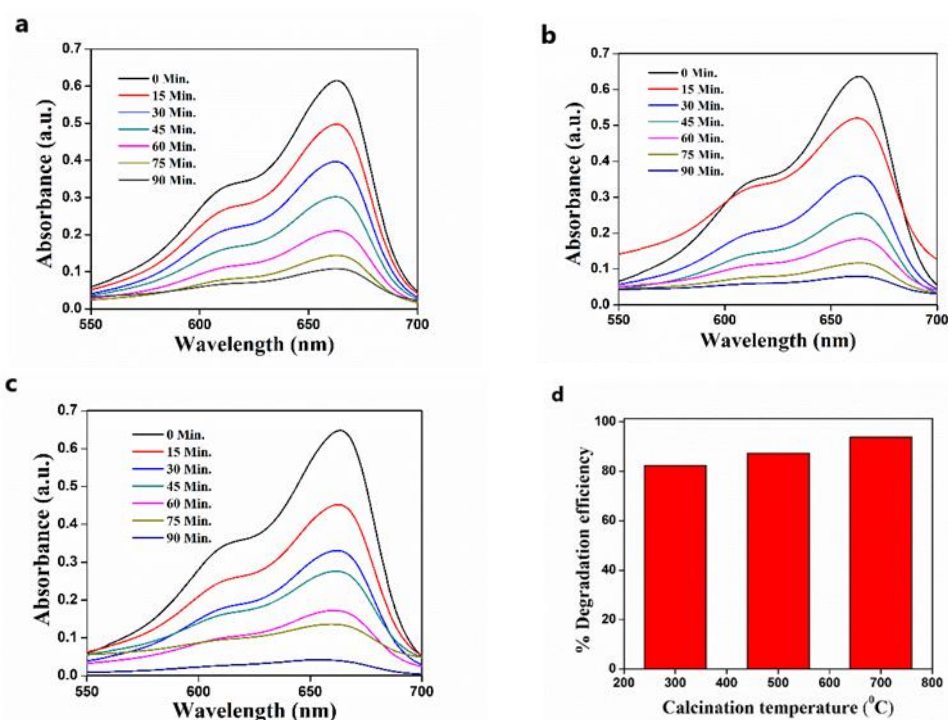 a
Absorbance (a.u.)
0.7
0.6
0.5
0.4
0.3
0.2
0.1
0.0
0 Min.
15 Min.
30 Min.
45 Min.
60 Min.
75 Min.
90 Min.
550 600 650 700
Wavelength (nm)
b
Absorbance (a.u.)
0.7
0.6
0.5
0.4
0.3
0.2
0.1
0.0
0 Min.
15 Min.
30 Min.
45 Min.
60 Min.
75 Min.
90 Min.
550 600 650 700
Wavelength (nm)
c
Absorbance (a.u.)
0.7
0.6
0.5
0.4
0.3
0.2
0.1
0.0
0 Min.
15 Min.
30 Min.
45 Min.
60 Min.
75 Min.
90 Min.
550 600 650 700
Wavelength (nm)
d
% Degradation efficiency
100
80
60
40
20
0
200 300 400 500 600 700 800
Calcination temperature (⁰C)